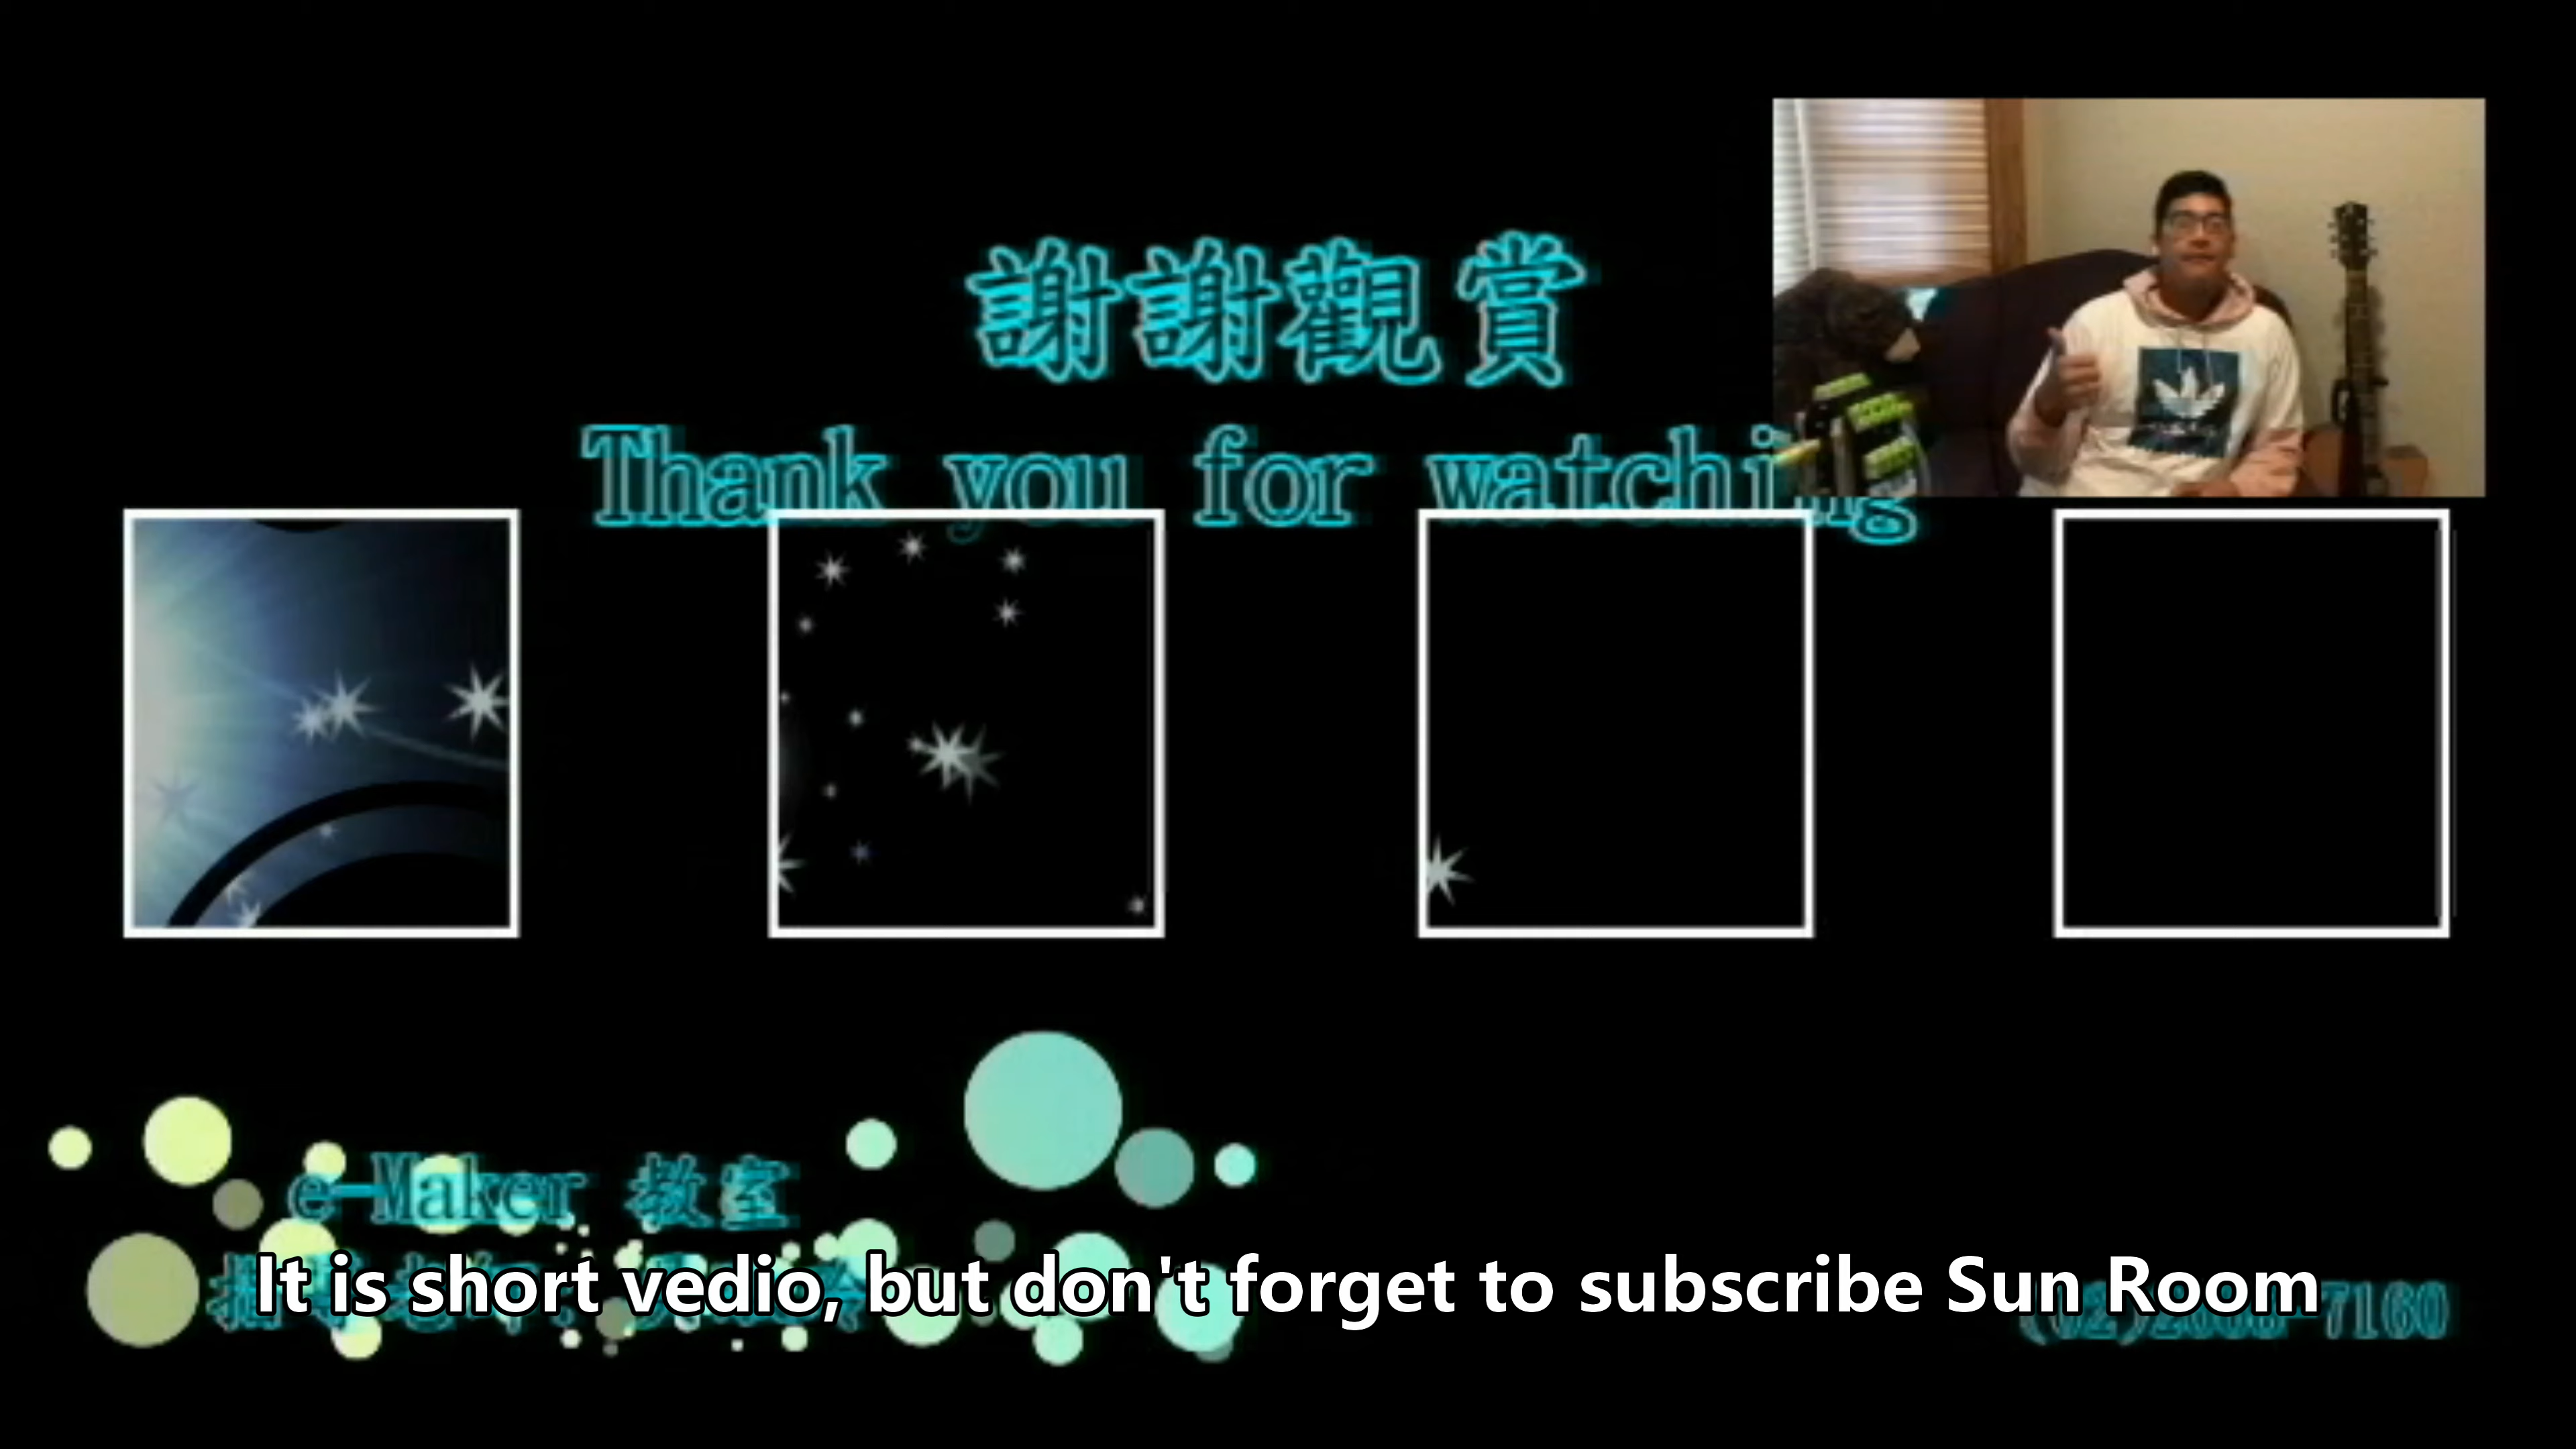 謝謝觀賞
Thank you for watching
e-Maker 教室
It is short vedio, but don't forget to subscribe Sun Room
7160